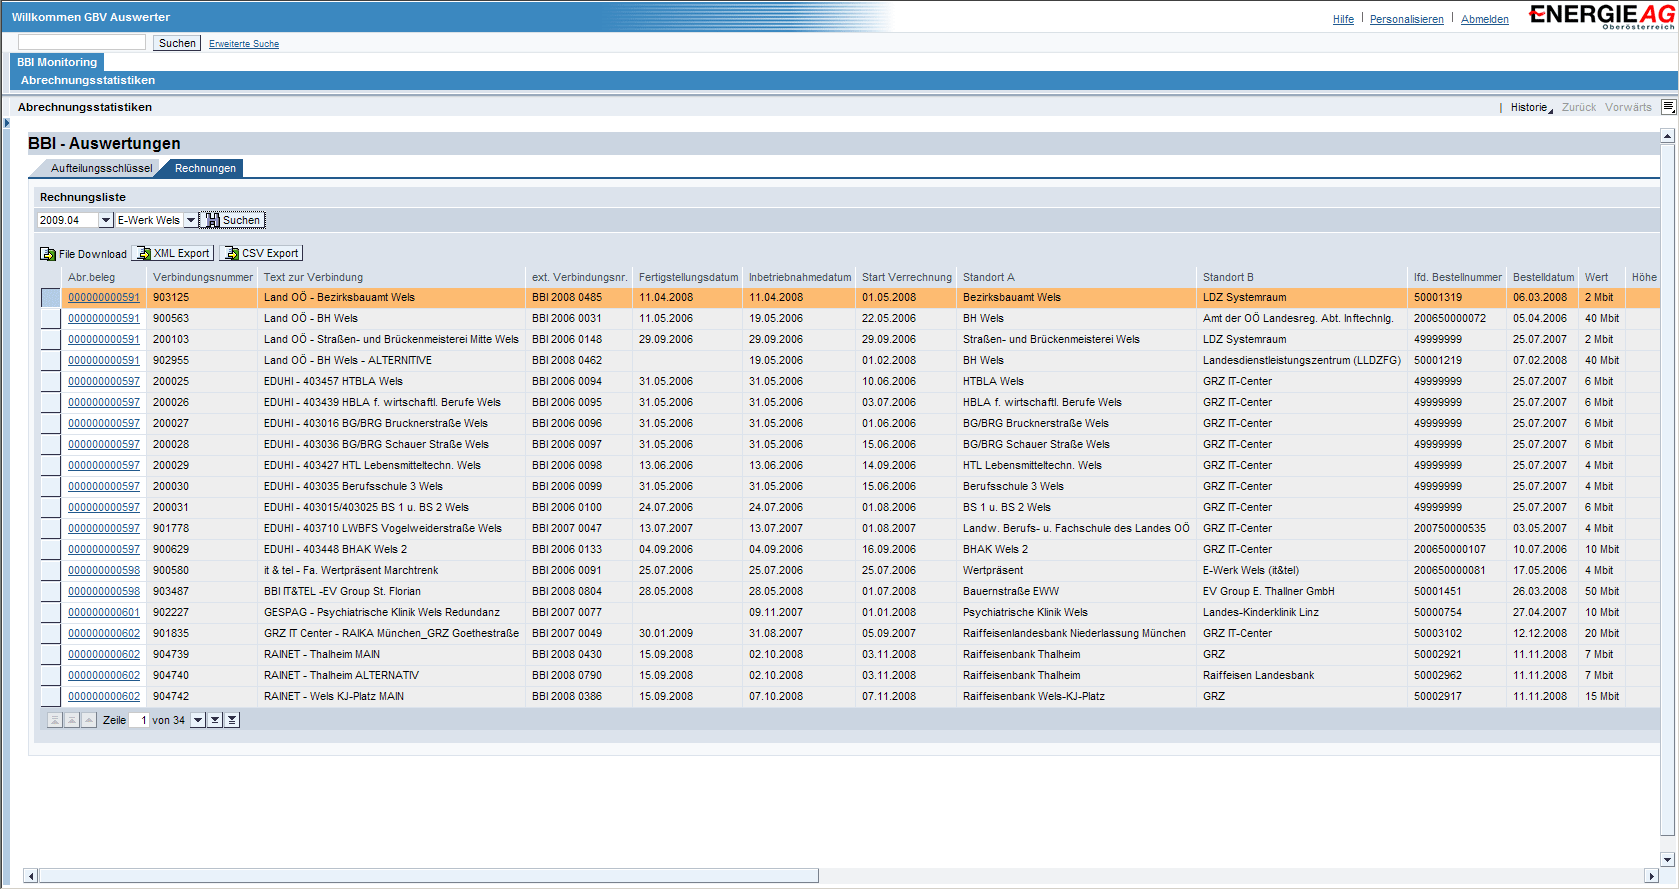 Willkommen GBV Auswerter
Hilfe Personalisieren Abmelden
ENERGIE AG
Oberösterreich
Suchen Erweiterte Suche
BBI Monitoring
Abrechnungsstatistiken
Abrechnungsstatistiken Historie Zurück Vorwärts
BBI - Auswertungen
Aufteilungsschlüssel Rechnungen
Rechnungsliste
2009.04 E-Werk Wels Suchen
File Download XML Export CSV Export
Abr.beleg Verbindungsnummer Text zur Verbindung ext. Verbindungsnr. Fertigstellungsdatum Inbetriebnahmedatum Start Verrechnung Standort A Standort B lfd. Bestellnummer Bestelldatum Wert Höhe
000000000591 903125 Land OÖ - Bezirksbauamt Wels BBI 2008 0485 11.04.2008 11.04.2008 01.05.2008 Bezirksbauamt Wels LDZ Systemraum 50001319 06.03.2008 2 Mbit
000000000591 900563 Land OÖ - BH Wels BBI 2006 0031 11.05.2006 19.05.2006 22.05.2006 BH Wels Amt der OÖ Landesreg. Abt. Inftechnlg. 200650000072 05.04.2006 40 Mbit
000000000591 200103 Land OÖ - Straßen- und Brückenmeisterei Mitte Wels BBI 2006 0148 29.09.2006 29.09.2006 29.09.2006 Straßen- und Brückenmeisterei Wels LDZ Systemraum 49999999 25.07.2007 2 Mbit
000000000591 902955 Land OÖ - BH Wels - ALTERNITIVE BBI 2008 0462 19.05.2006 01.02.2008 BH Wels Landesdienstleistungszentrum (LLDZFG) 50001219 07.02.2008 40 Mbit
000000000597 200025 EDUHI - 403457 HTBLA Wels BBI 2006 0094 31.05.2006 31.05.2006 10.06.2006 HTBLA Wels GRZ IT-Center 49999999 25.07.2007 6 Mbit
000000000597 200026 EDUHI - 403439 HBLA f. wirtschaftl. Berufe Wels BBI 2006 0095 31.05.2006 31.05.2006 03.07.2006 HBLA f. wirtschaftl. Berufe Wels GRZ IT-Center 49999999 25.07.2007 6 Mbit
000000000597 200027 EDUHI - 403016 BG/BRG Brucknerstraße Wels BBI 2006 0096 31.05.2006 31.05.2006 01.06.2006 BG/BRG Brucknerstraße Wels GRZ IT-Center 49999999 25.07.2007 6 Mbit
000000000597 200028 EDUHI - 403036 BG/BRG Schauer Straße Wels BBI 2006 0097 31.05.2006 31.05.2006 15.06.2006 BG/BRG Schauer Straße Wels GRZ IT-Center 49999999 25.07.2007 6 Mbit
000000000597 200029 EDUHI - 403427 HTL Lebensmitteltechn. Wels BBI 2006 0098 13.06.2006 13.06.2006 14.09.2006 HTL Lebensmitteltechn. Wels GRZ IT-Center 49999999 25.07.2007 4 Mbit
000000000597 200030 EDUHI - 403035 Berufsschule 3 Wels BBI 2006 0099 31.05.2006 31.05.2006 15.06.2006 Berufsschule 3 Wels GRZ IT-Center 49999999 25.07.2007 4 Mbit
000000000597 200031 EDUHI - 403015/403025 BS 1 u. BS 2 Wels BBI 2006 0100 24.07.2006 24.07.2006 01.08.2006 BS 1 u. BS 2 Wels GRZ IT-Center 49999999 25.07.2007 6 Mbit
000000000597 901778 EDUHI - 403710 LWBFS Vogelweiderstraße Wels BBI 2007 0047 13.07.2007 13.07.2007 01.08.2007 Landw. Berufs- u. Fachschule des Landes OÖ GRZ IT-Center 200750000535 03.05.2007 4 Mbit
000000000597 900629 EDUHI - 403448 BHAK Wels 2 BBI 2006 0133 04.09.2006 04.09.2006 16.09.2006 BHAK Wels 2 GRZ IT-Center 200650000107 10.07.2006 10 Mbit
000000000598 900580 it & tel - Fa. Wertpräsent Marchtrenk BBI 2006 0091 25.07.2006 25.07.2006 25.07.2006 Wertpräsent E-Werk Wels (it&tel) 200650000081 17.05.2006 4 Mbit
000000000598 903487 BBI IT&TEL -EV Group St. Florian BBI 2008 0804 28.05.2008 28.05.2008 01.07.2008 Bauernstraße EWW EV Group E. Thallner GmbH 50001451 26.03.2008 50 Mbit
000000000601 902227 GESPAG - Psychiatrische Klinik Wels Redundanz BBI 2007 0077 09.11.2007 01.01.2008 Psychiatrische Klinik Wels Landes-Kinderklinik Linz 50000754 27.04.2007 10 Mbit
000000000602 901835 GRZ IT Center - RAIKA München_GRZ Goethestraße BBI 2007 0049 30.01.2009 31.08.2007 05.09.2007 Raiffeisenlandesbank Niederlassung München GRZ IT-Center 50003102 12.12.2008 20 Mbit
000000000602 904739 RAINET - Thalheim MAIN BBI 2008 0430 15.09.2008 02.10.2008 03.11.2008 Raiffeisenbank Thalheim GRZ 50002921 11.11.2008 7 Mbit
000000000602 904740 RAINET - Thalheim ALTERNATIV BBI 2008 0790 15.09.2008 02.10.2008 03.11.2008 Raiffeisenbank Thalheim Raiffeisen Landesbank 50002962 11.11.2008 7 Mbit
000000000602 904742 RAINET - Wels KJ-Platz MAIN BBI 2008 0386 15.09.2008 07.10.2008 07.11.2008 Raiffeisenbank Wels-KJ-Platz GRZ 50002917 11.11.2008 15 Mbit
Zeile 1 von 34